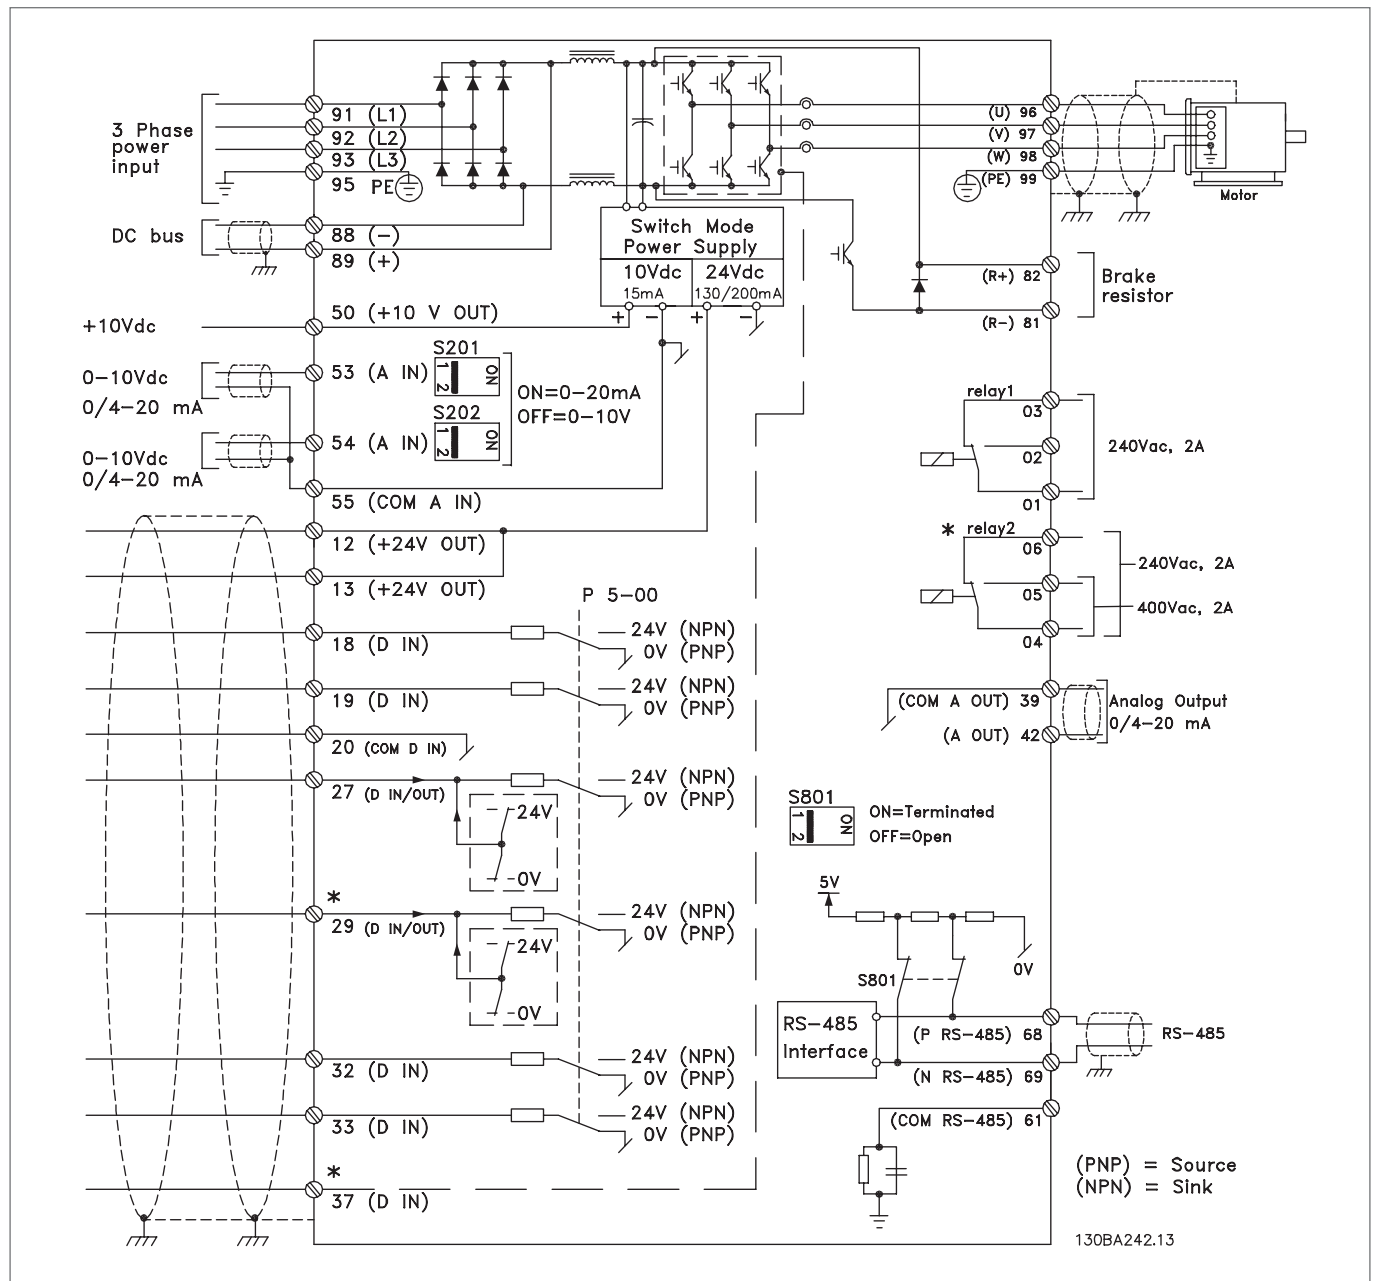 3 Phase
power
input
91 (L1)
92 (L2)
93 (L3)
95 PE
DC bus
88 (-)
89 (+)
Switch Mode
Power Supply
10Vdc
15mA
24Vdc
130/200mA
+ - + -
(U) 96
(V) 97
(W) 98
(PE) 99
Motor
(R+) 82
(R-) 81
Brake
resistor
+10Vdc
50 (+10 V OUT)
0-10Vdc
0/4-20 mA
53 (A IN)
S201
1 2
ON
ON=0-20mA
OFF=0-10V
S202
1 2
ON
0-10Vdc
0/4-20 mA
54 (A IN)
55 (COM A IN)
12 (+24V OUT)
13 (+24V OUT)
relay1
03
02
01
240Vac, 2A
* relay2
06
05
04
240Vac, 2A
400Vac, 2A
P 5-00
18 (D IN)
24V (NPN)
0V (PNP)
19 (D IN)
24V (NPN)
0V (PNP)
20 (COM D IN)
27 (D IN/OUT)
24V (NPN)
0V (PNP)
24V
0V
*
29 (D IN/OUT)
24V (NPN)
0V (PNP)
24V
0V
32 (D IN)
24V (NPN)
0V (PNP)
33 (D IN)
24V (NPN)
0V (PNP)
*
37 (D IN)
(COM A OUT) 39
(A OUT) 42
Analog Output
0/4-20 mA
S801
1 2
ON
ON=Terminated
OFF=Open
5V
0V
S801
RS-485
Interface
(P RS-485) 68
(N RS-485) 69
(COM RS-485) 61
RS-485
(PNP) = Source
(NPN) = Sink
130BA242.13